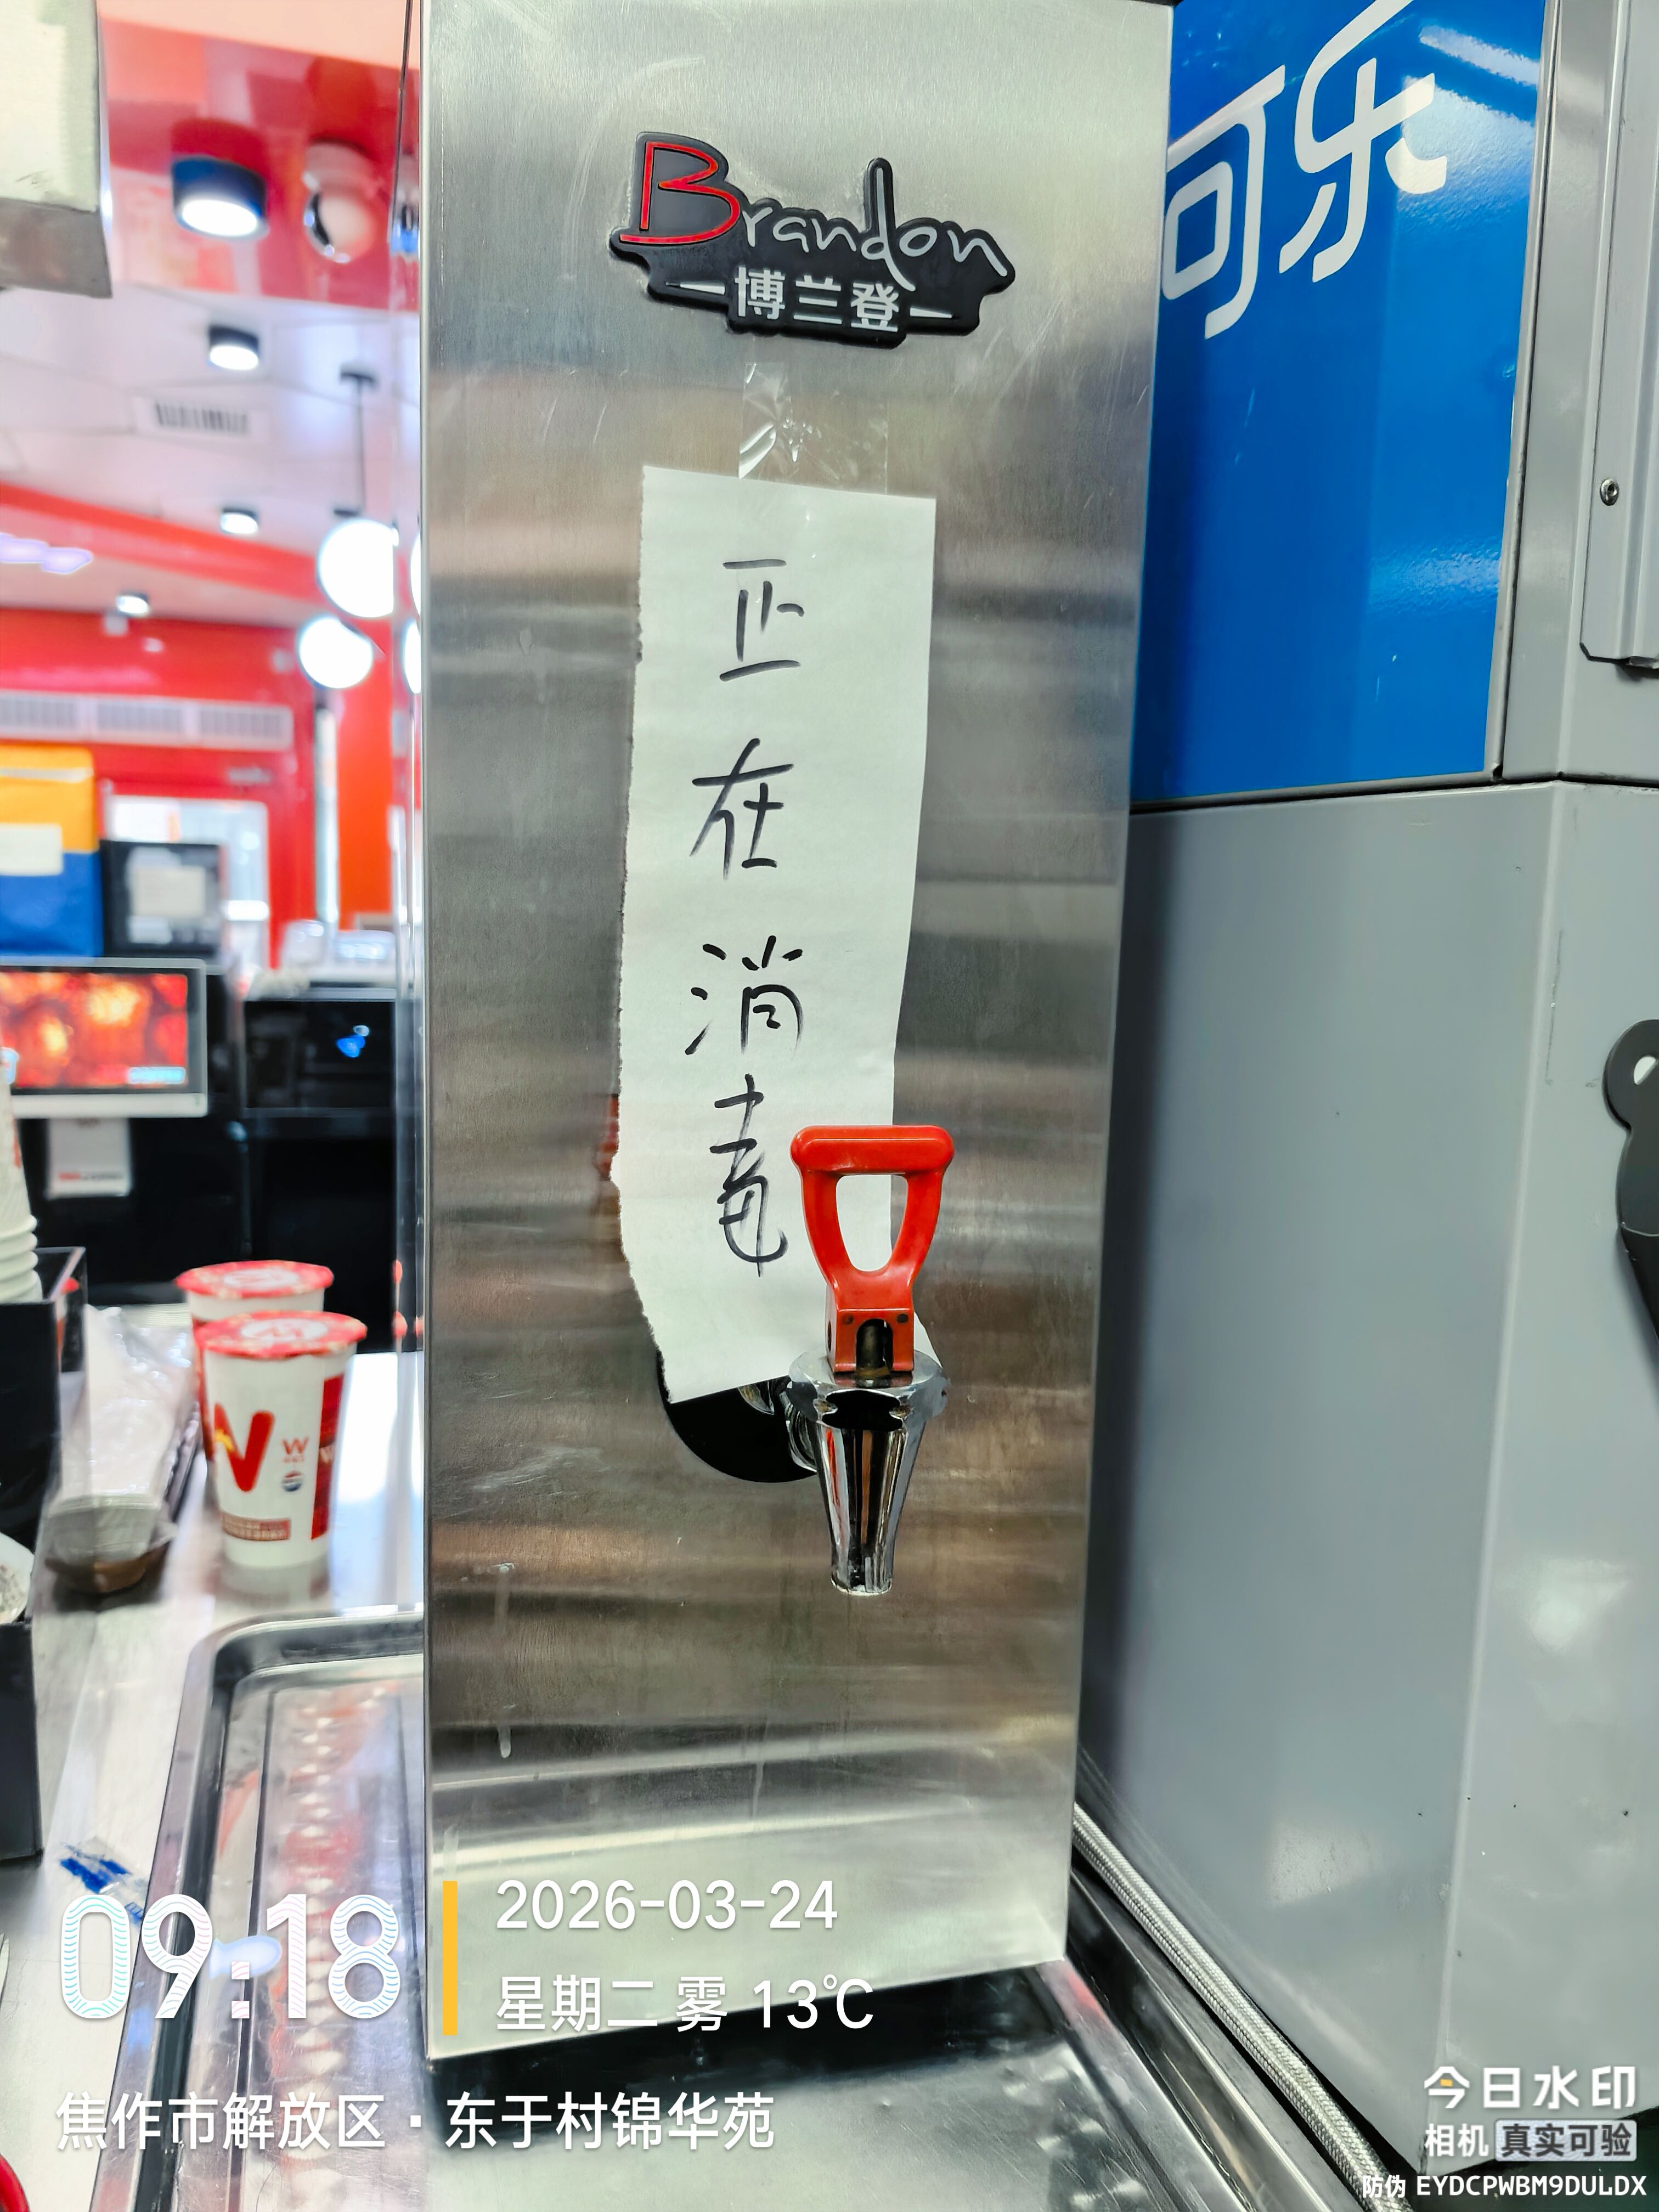 Brandon
博兰登
可乐
正
在
消
毒
W
W
09:18
2026-03-24
星期二 雾 13℃
焦作市解放区·东于村锦华苑
今日水印
相机 真实可验
防伪 EYDCPWBM9DULDX